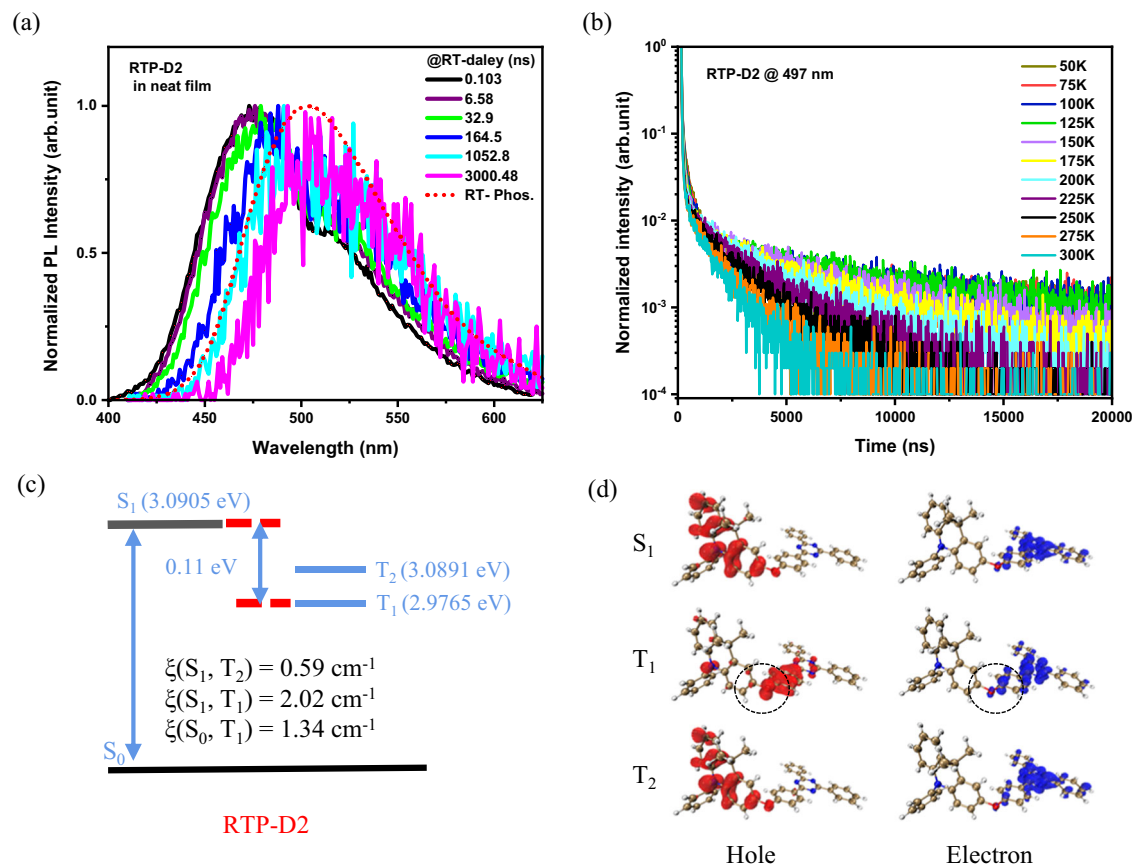 (a)
RTP-D2
in neat film
@RT-daley (ns)
0.103
6.58
32.9
164.5
1052.8
3000.48
RT- Phos.
Normalized PL Intensity (arb.unit)
1.0
0.5
0.0
400
450
500
550
600
Wavelength (nm)
(b)
RTP-D2 @ 497 nm
50K
75K
100K
125K
150K
175K
200K
225K
250K
275K
300K
Normalized intensity (arb.unit)
10⁰
10⁻¹
10⁻²
10⁻³
10⁻⁴
0
5000
10000
15000
20000
Time (ns)
(c)
S₁ (3.0905 eV)
0.11 eV
T₂ (3.0891 eV)
T₁ (2.9765 eV)
ξ(S₁, T₂) = 0.59 cm⁻¹
ξ(S₁, T₁) = 2.02 cm⁻¹
ξ(S₀, T₁) = 1.34 cm⁻¹
S₀
RTP-D2
(d)
S₁
T₁
T₂
Hole
Electron